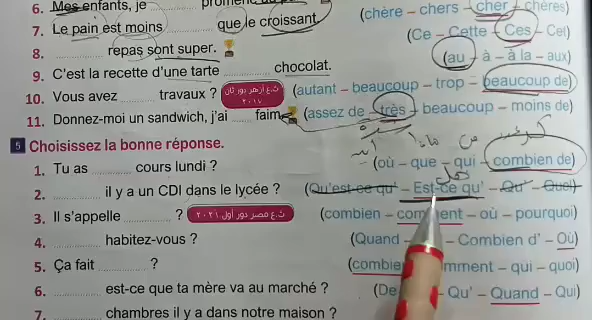 6. Mes enfants, je ........ (chère – chers – cher – chères)
7. Le pain est moins ........ que le croissant. (Ce – Cette – Ces – Cet)
8. ........ repas sont super. (au – à – à la – aux)
9. C'est la recette d'une tarte ........ chocolat.
10. Vous avez ........ travaux ? (autant – beaucoup – trop – beaucoup de)
11. Donnez-moi un sandwich, j'ai ........ faim. (assez de – très – beaucoup – moins de)
5 Choisissez la bonne réponse.
1. Tu as ........ cours lundi ? (où – que – qui – combien de)
هل
2. ........ il y a un CDI dans le lycée ? (Qu'est-ce qu' – Est-ce qu' – Qu' – Quel)
3. Il s'appelle ........ ? (combien – comment – où – pourquoi)
4. ........ habitez-vous ? (Quand – Combien d' – Où)
5. Ça fait ........ ? (combie mment – qui – quoi)
6. ........ est-ce que ta mère va au marché ? (De – Qu' – Quand – Qui)
7. ........ chambres il y a dans notre maison ?